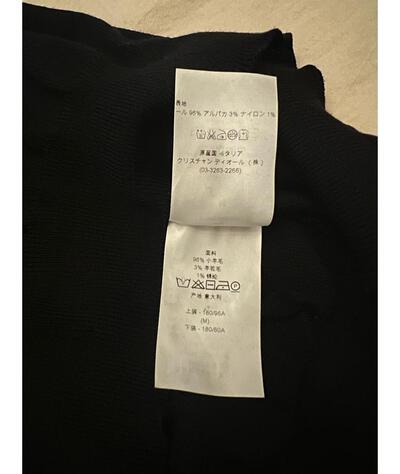 表地
ール 96% アルパカ 3% ナイロン 1%
原産国 イタリア
クリスチャン ディオール (株)
(03-3263-2266)
面料
96% 小羊毛
3% 羊驼毛
1% 锦纶
产地 意大利
上装 - 180/96A
(M)
下装 - 180/80A